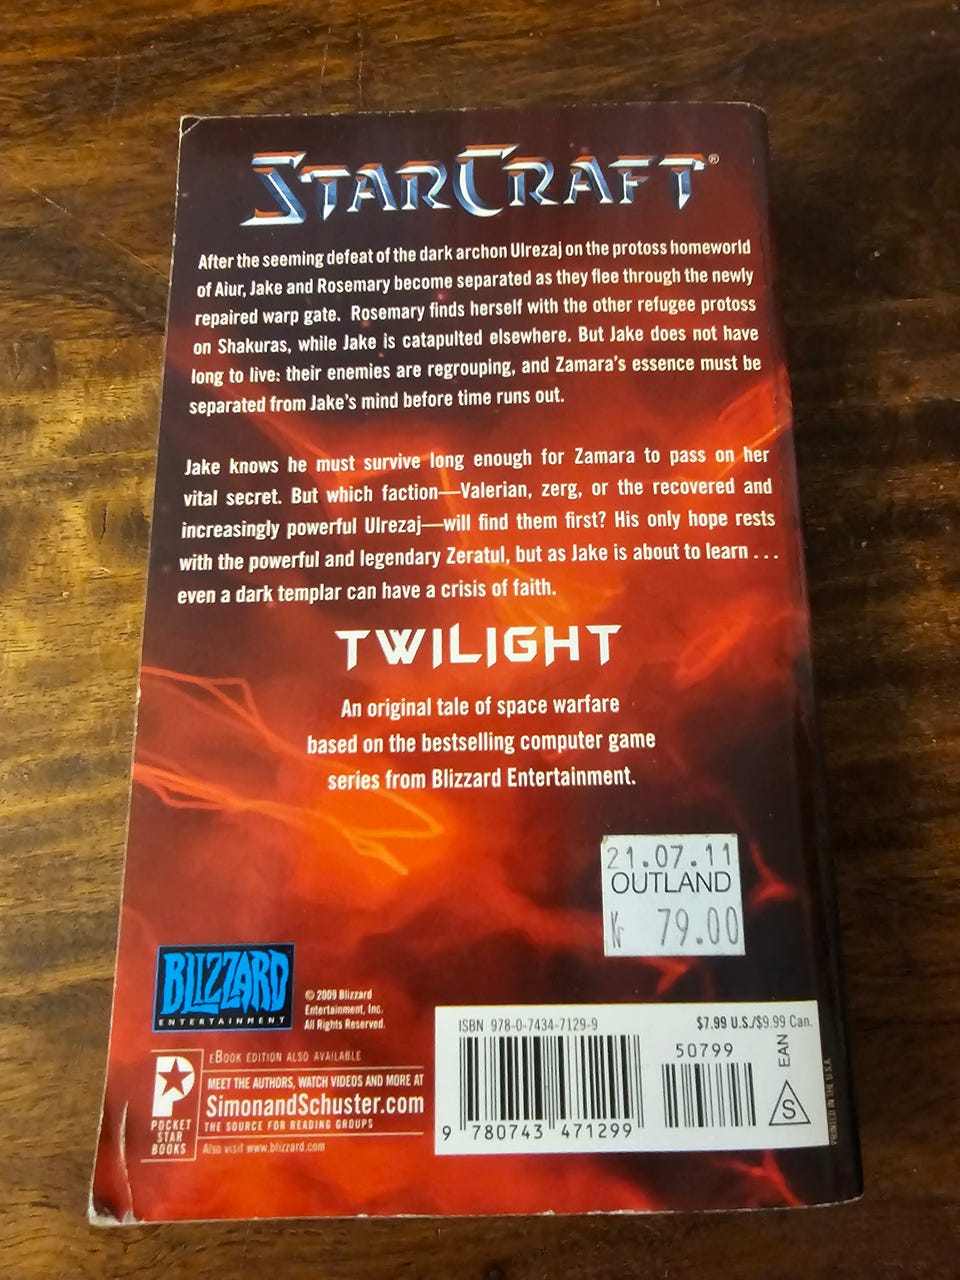 STARCRAFT®
After the seeming defeat of the dark archon Ulrezaj on the protoss homeworld
of Aiur, Jake and Rosemary become separated as they flee through the newly
repaired warp gate. Rosemary finds herself with the other refugee protoss
on Shakuras, while Jake is catapulted elsewhere. But Jake does not have
long to live: their enemies are regrouping, and Zamara's essence must be
separated from Jake's mind before time runs out.
Jake knows he must survive long enough for Zamara to pass on her
vital secret. But which faction—Valerian, zerg, or the recovered and
increasingly powerful Ulrezaj—will find them first? His only hope rests
with the powerful and legendary Zeratul, but as Jake is about to learn . . .
even a dark templar can have a crisis of faith.
TWILIGHT
An original tale of space warfare
based on the bestselling computer game
series from Blizzard Entertainment.
21.07.11
OUTLAND
Kr 79.00
BLIZZARD
ENTERTAINMENT
© 2009 Blizzard
Entertainment, Inc.
All Rights Reserved.
EBOOK EDITION ALSO AVAILABLE
MEET THE AUTHORS, WATCH VIDEOS AND MORE AT
SimonandSchuster.com
THE SOURCE FOR READING GROUPS
Also visit www.blizzard.com
P
POCKET
STAR
BOOKS
ISBN 978-0-7434-7129-9
$7.99 U.S./$9.99 Can.
50799
EAN
S
9 780743 471299
PRINTED IN THE U.S.A